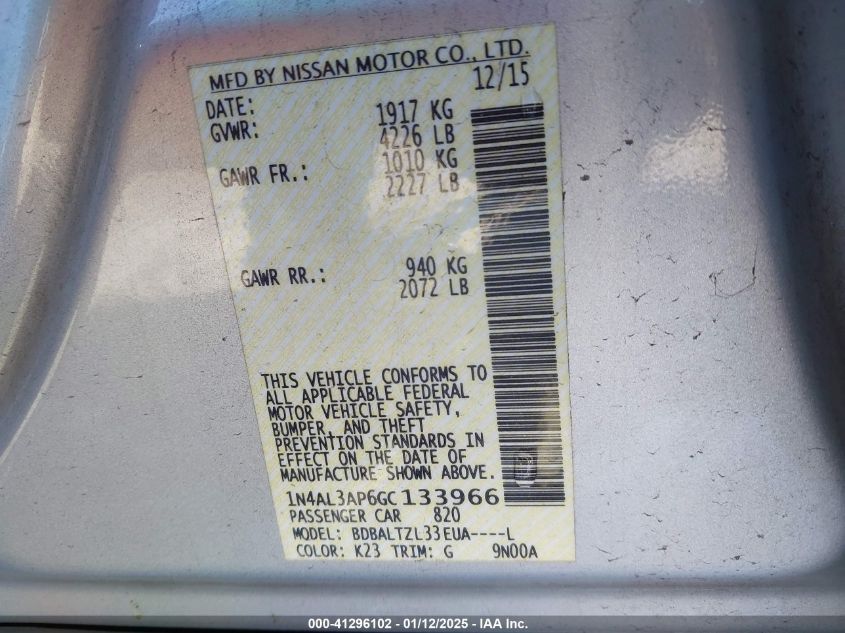 MFD BY NISSAN MOTOR CO., LTD.
DATE: 12/15
GVWR: 1917 KG
4226 LB
GAWR FR.: 1010 KG
2227 LB
GAWR RR.: 940 KG
2072 LB
THIS VEHICLE CONFORMS TO
ALL APPLICABLE FEDERAL
MOTOR VEHICLE SAFETY,
BUMPER, AND THEFT
PREVENTION STANDARDS IN
EFFECT ON THE DATE OF
MANUFACTURE SHOWN ABOVE.
1N4AL3AP6GC133966
PASSENGER CAR 820
MODEL: BDBALTZL33EUA----L
COLOR: K23 TRIM: G 9N00A
000-41296102 - 01/12/2025 - IAA Inc.